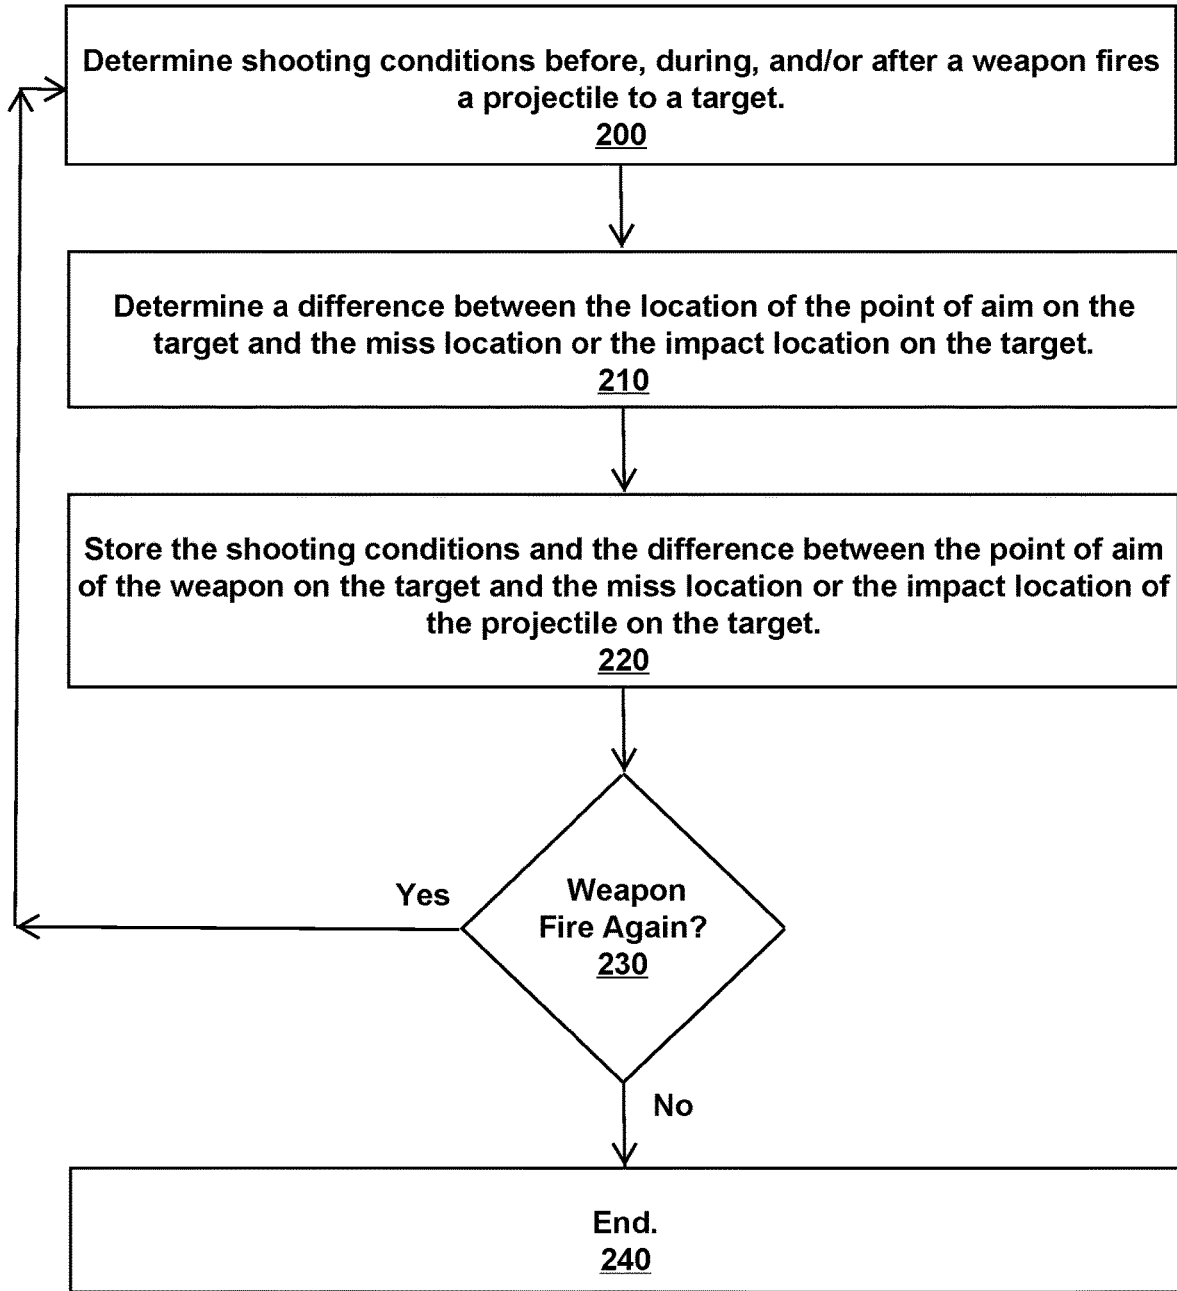 Determine shooting conditions before, during, and/or after a weapon fires
a projectile to a target.
200
Determine a difference between the location of the point of aim on the
target and the miss location or the impact location on the target.
210
Store the shooting conditions and the difference between the point of aim
of the weapon on the target and the miss location or the impact location of
the projectile on the target.
220
Yes
Weapon
Fire Again?
230
No
End.
240